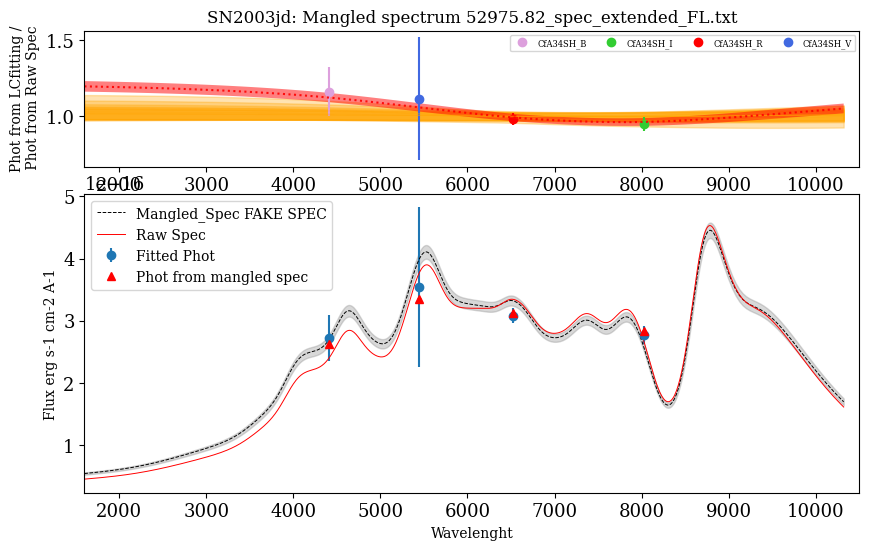 SN2003jd: Mangled spectrum 52975.82_spec_extended_FL.txt
Phot from LCfitting /
Phot from Raw Spec
1.5
1.0
CfA34SH_B CfA34SH_I CfA34SH_R CfA34SH_V
2000 3000 4000 5000 6000 7000 8000 9000 10000
1e−16
Flux erg s-1 cm-2 A-1
5
4
3
2
1
Mangled_Spec FAKE SPEC
Raw Spec
Fitted Phot
Phot from mangled spec
2000 3000 4000 5000 6000 7000 8000 9000 10000
Wavelenght